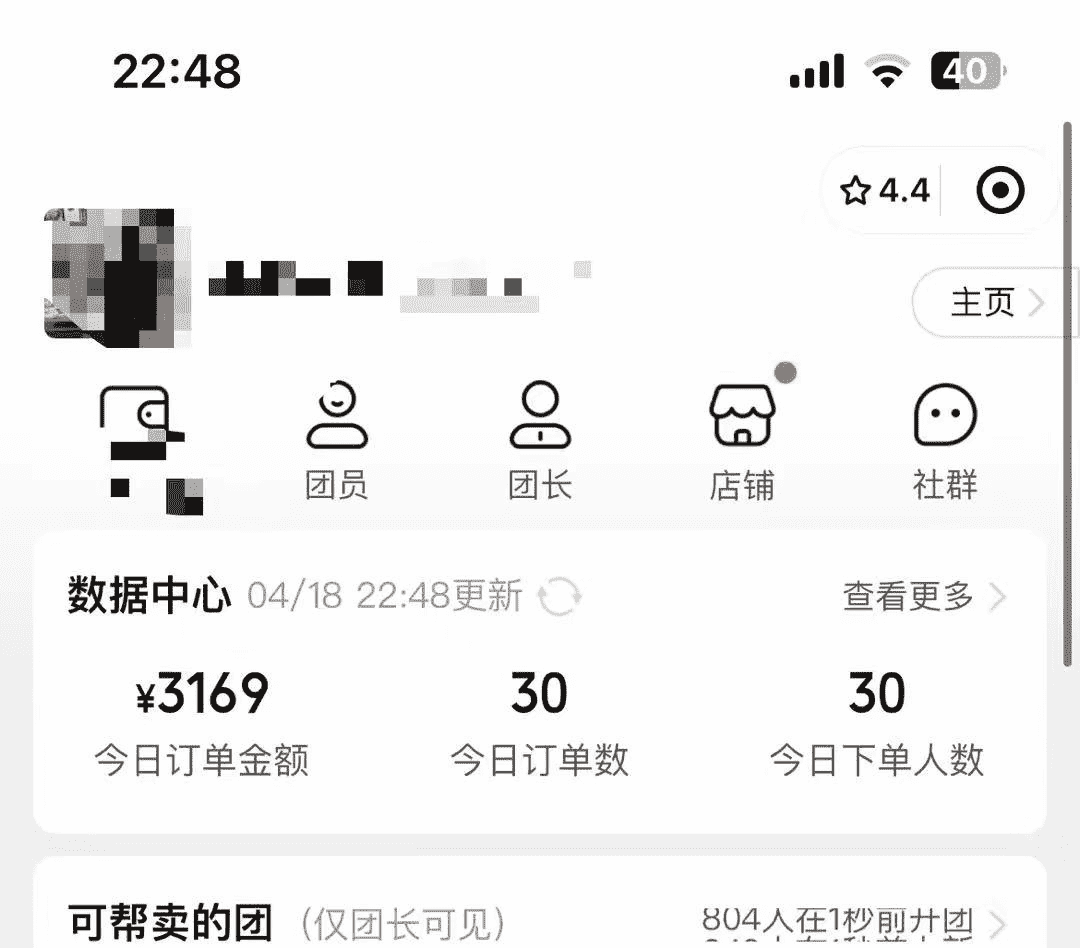 22:48
40
4.4
主页
团员
团长
店铺
社群
数据中心 04/18 22:48更新
查看更多
¥3169
30
30
今日订单金额
今日订单数
今日下单人数
可帮卖的团（仅团长可见）
804人在1秒前开团